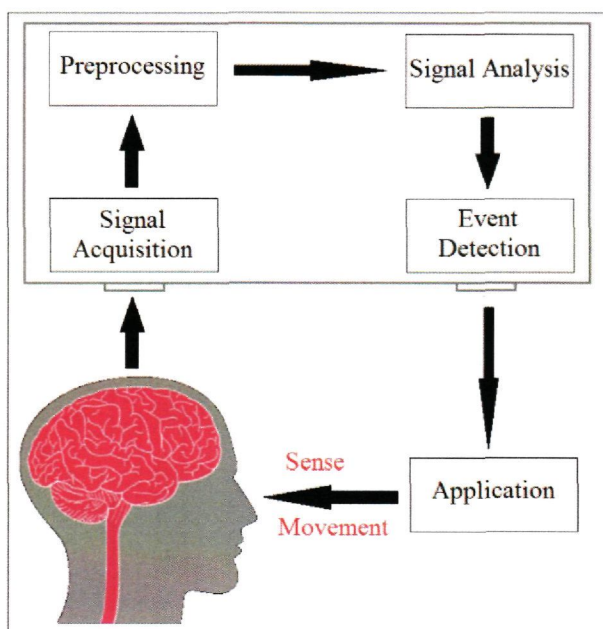 Preprocessing
Signal Analysis
Signal
Acquisition
Event
Detection
Sense
Movement
Application